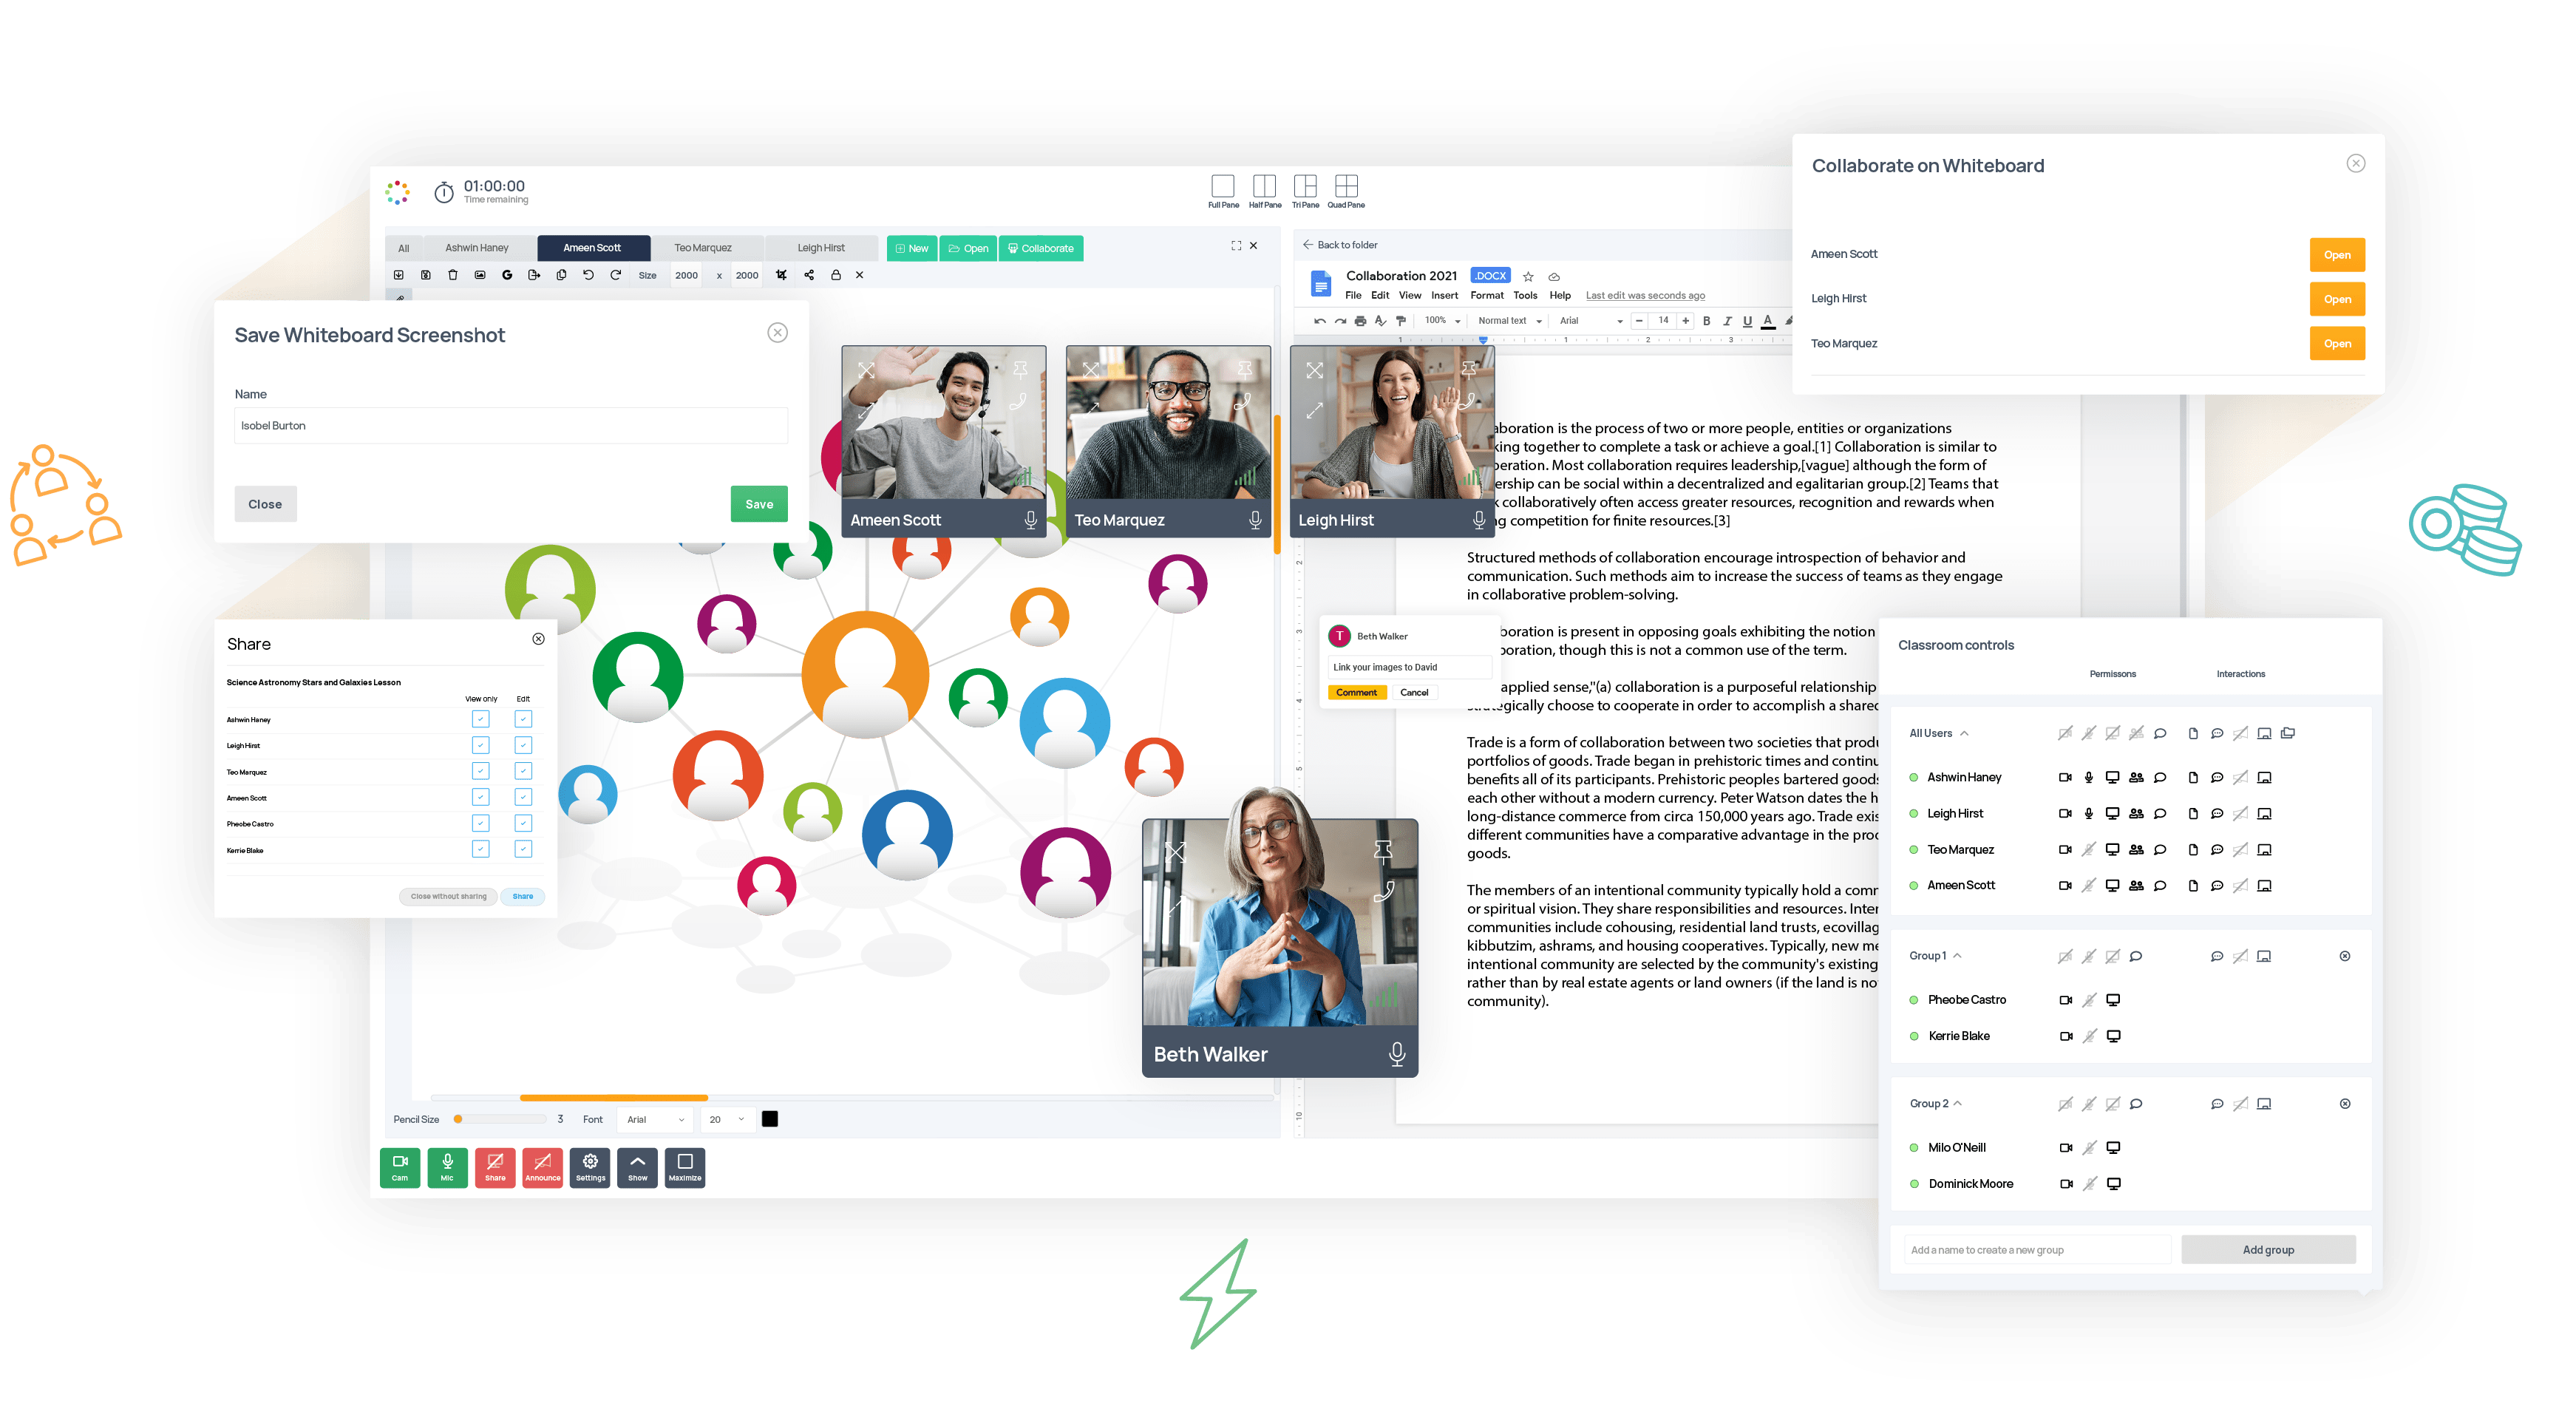 01:00:00
Time remaining
Full Pane
Half Pane
Tri Pane
Quad Pane
All
Ashwin Haney
Ameen Scott
Teo Marquez
Leigh Hirst
New
Open
Collaborate
Size
2000
x
2000
Save Whiteboard Screenshot
Name
Isobel Burton
Close
Save
Share
Science Astronomy Stars and Galaxies Lesson
View only
Edit
Ashwin Haney
Leigh Hirst
Teo Marquez
Ameen Scott
Pheobe Castro
Kerrie Blake
Close without sharing
Share
Ameen Scott
Teo Marquez
Leigh Hirst
Beth Walker
Pencil Size
3
Font
Arial
20
Cam
Mic
Share
Announce
Settings
Show
Maximize
Back to folder
Collaboration 2021
.DOCX
File Edit View Insert Format Tools Help Last edit was seconds ago
100%
Normal text
Arial
14
B I U A
aboration is the process of two or more people, entities or organizations
king together to complete a task or achieve a goal.[1] Collaboration is similar to
peration. Most collaboration requires leadership,[vague] although the form of
ership can be social within a decentralized and egalitarian group.[2] Teams that
k collaboratively often access greater resources, recognition and rewards when
ng competition for finite resources.[3]
Structured methods of collaboration encourage introspection of behavior and
communication. Such methods aim to increase the success of teams as they engage
in collaborative problem-solving.
boration is present in opposing goals exhibiting the notion
boration, though this is not a common use of the term.
applied sense,"(a) collaboration is a purposeful relationship
strategically choose to cooperate in order to accomplish a shared
Trade is a form of collaboration between two societies that produ
portfolios of goods. Trade began in prehistoric times and continu
benefits all of its participants. Prehistoric peoples bartered goods
each other without a modern currency. Peter Watson dates the h
long-distance commerce from circa 150,000 years ago. Trade exis
different communities have a comparative advantage in the proc
goods.
The members of an intentional community typically hold a comm
or spiritual vision. They share responsibilities and resources. Inter
communities include cohousing, residential land trusts, ecovillag
kibbutzim, ashrams, and housing cooperatives. Typically, new me
intentional community are selected by the community's existing
rather than by real estate agents or land owners (if the land is no
community).
T
Beth Walker
Link your images to David
Comment
Cancel
Collaborate on Whiteboard
Ameen Scott
Open
Leigh Hirst
Open
Teo Marquez
Open
Classroom controls
Permissons
Interactions
All Users
Ashwin Haney
Leigh Hirst
Teo Marquez
Ameen Scott
Group 1
Pheobe Castro
Kerrie Blake
Group 2
Milo O'Neill
Dominick Moore
Add a name to create a new group
Add group